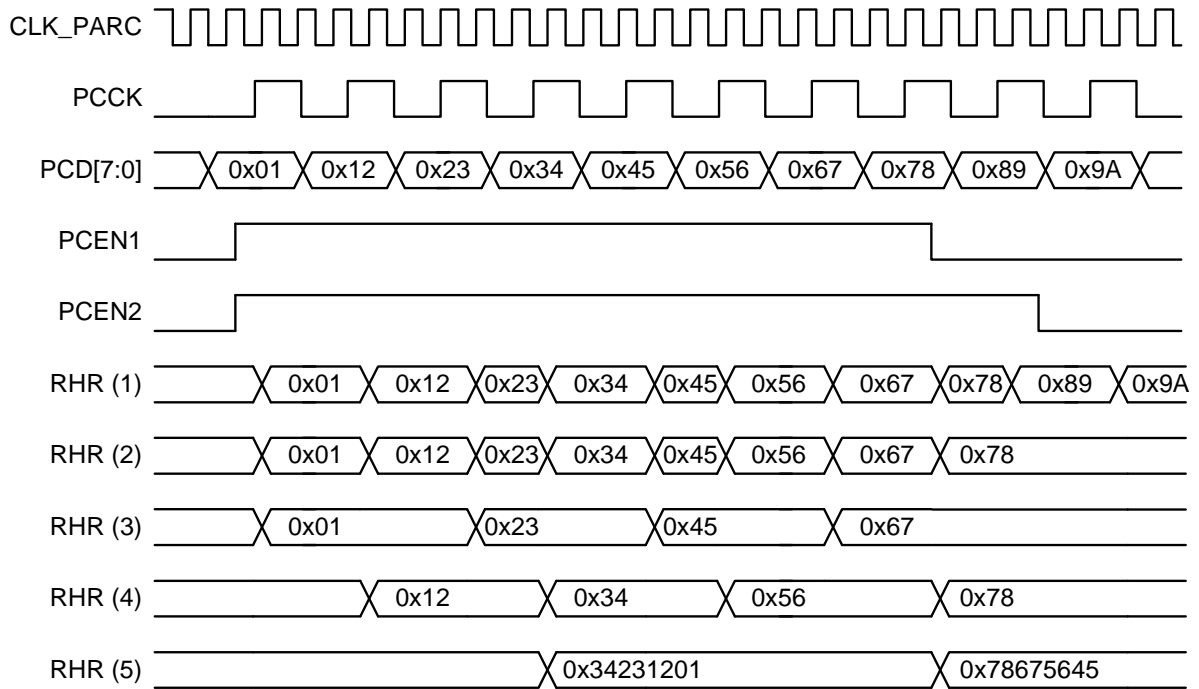 CLK_PARC
PCCK
PCD[7:0] 0x01 0x12 0x23 0x34 0x45 0x56 0x67 0x78 0x89 0x9A
PCEN1
PCEN2
RHR (1) 0x01 0x12 0x23 0x34 0x45 0x56 0x67 0x78 0x89 0x9A
RHR (2) 0x01 0x12 0x23 0x34 0x45 0x56 0x67 0x78
RHR (3) 0x01 0x23 0x45 0x67
RHR (4) 0x12 0x34 0x56 0x78
RHR (5) 0x34231201 0x78675645